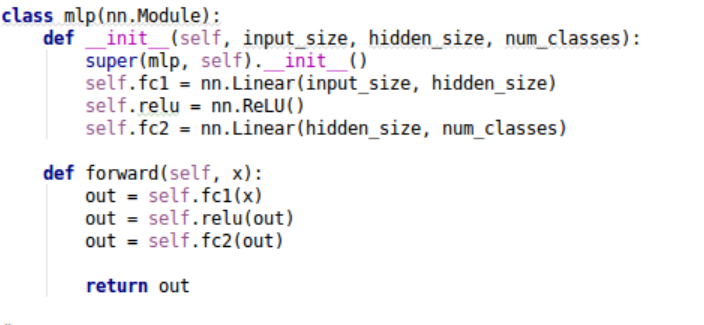 class mlp(nn.Module):
    def __init__(self, input_size, hidden_size, num_classes):
        super(mlp, self).__init__()
        self.fc1 = nn.Linear(input_size, hidden_size)
        self.relu = nn.ReLU()
        self.fc2 = nn.Linear(hidden_size, num_classes)

    def forward(self, x):
        out = self.fc1(x)
        out = self.relu(out)
        out = self.fc2(out)

        return out